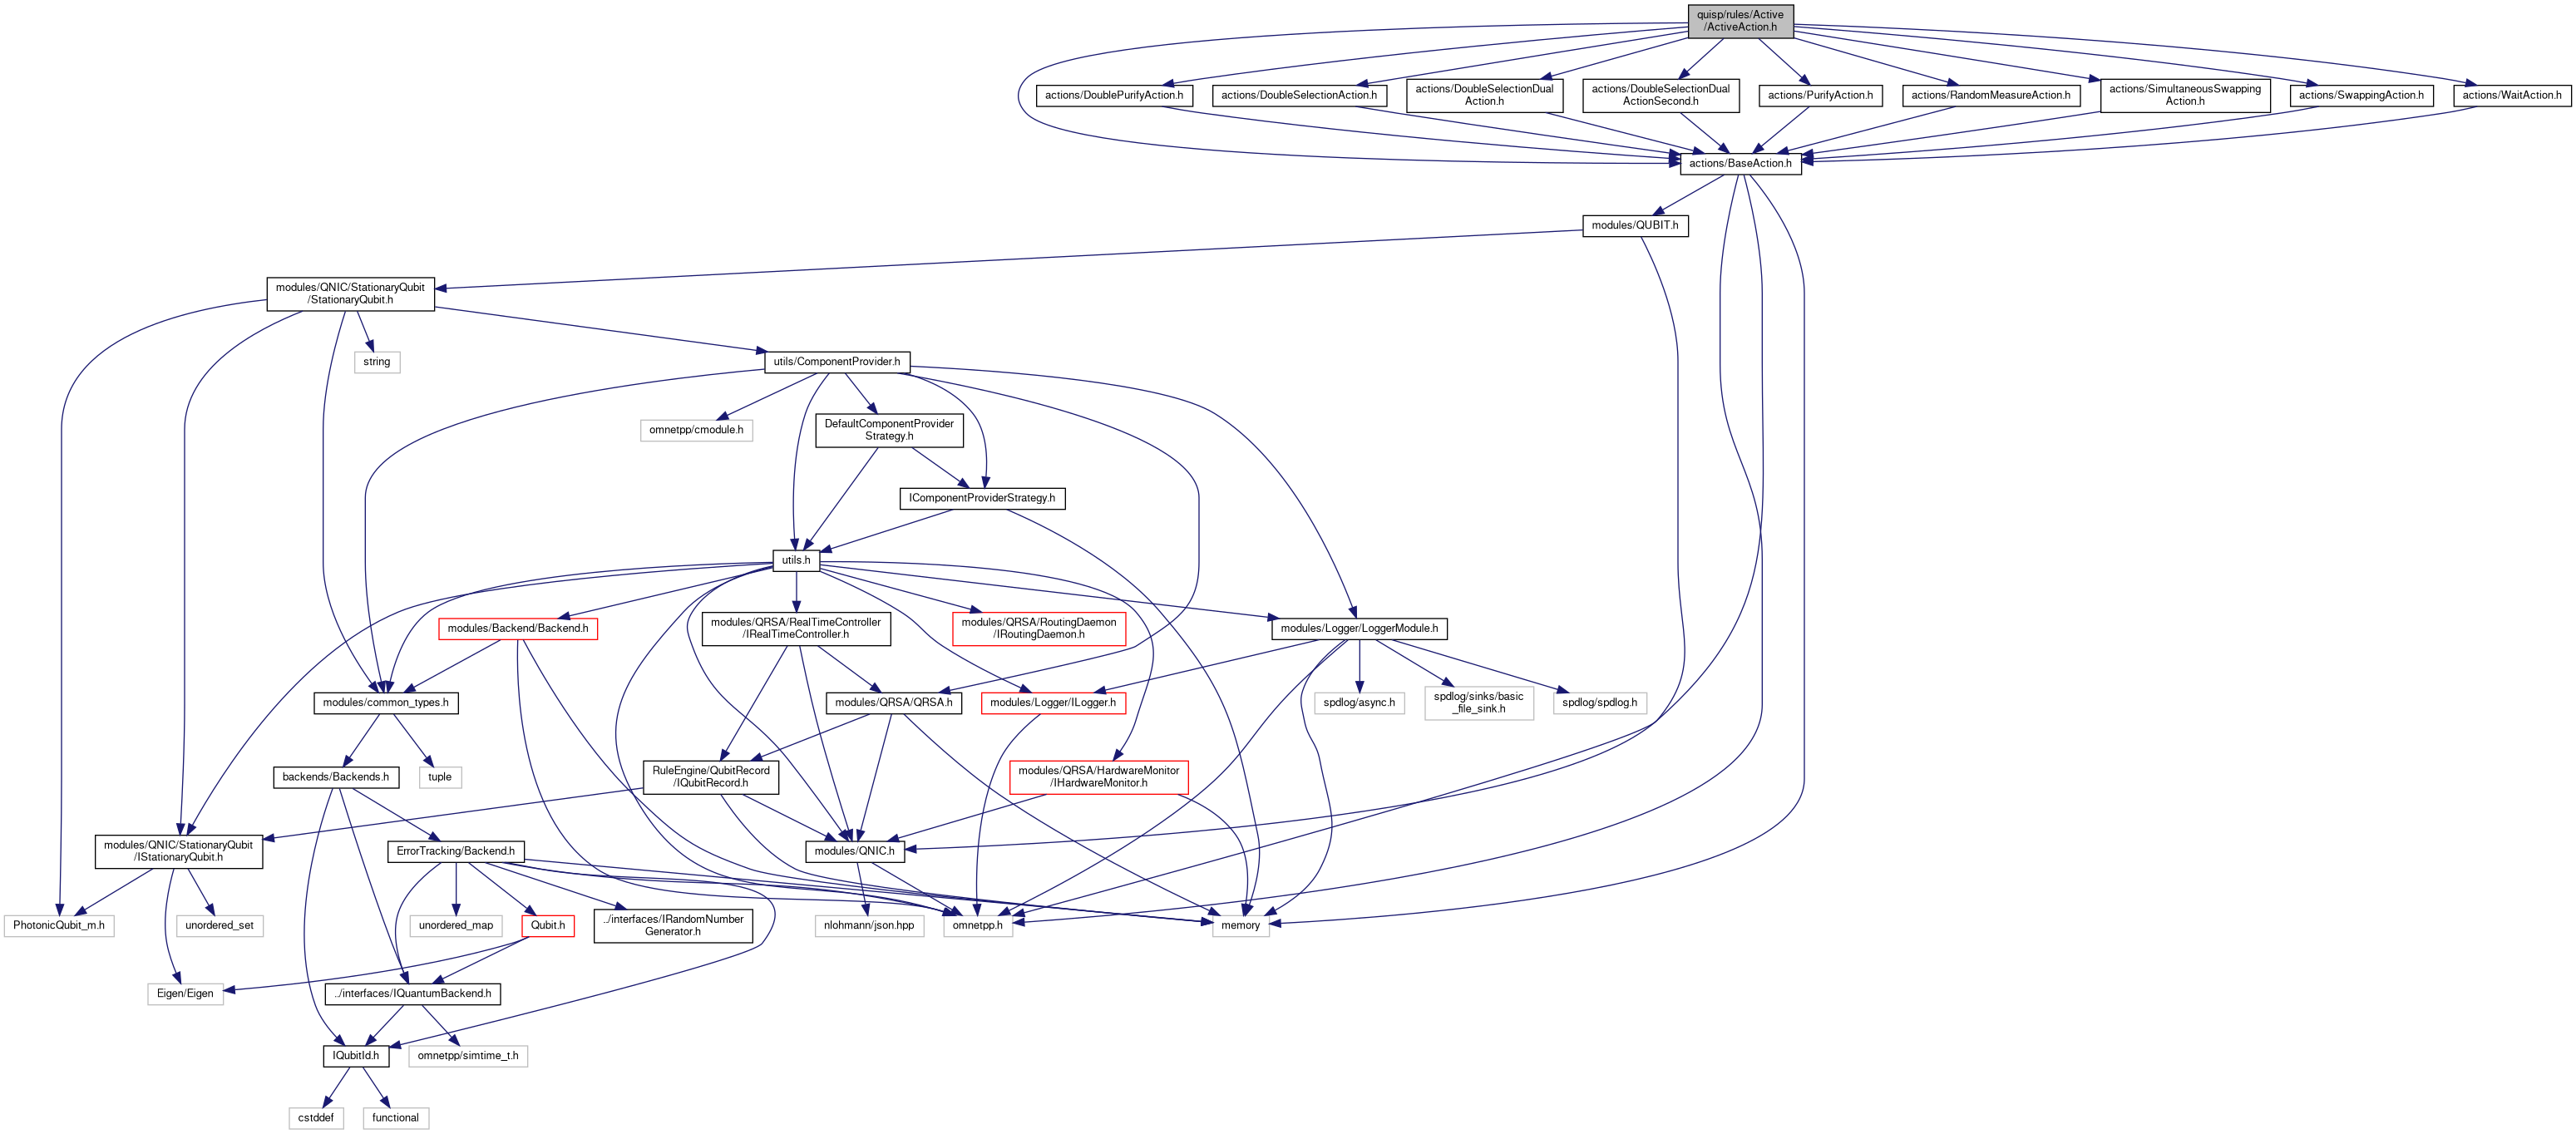 quisp/rules/Active
/ActiveAction.h
actions/DoublePurifyAction.h
actions/DoubleSelectionAction.h
actions/DoubleSelectionDual
Action.h
actions/DoubleSelectionDual
ActionSecond.h
actions/PurifyAction.h
actions/RandomMeasureAction.h
actions/SimultaneousSwapping
Action.h
actions/SwappingAction.h
actions/WaitAction.h
actions/BaseAction.h
modules/QUBIT.h
modules/QNIC/StationaryQubit
/StationaryQubit.h
string
utils/ComponentProvider.h
omnetpp/cmodule.h
DefaultComponentProvider
Strategy.h
IComponentProviderStrategy.h
utils.h
modules/Backend/Backend.h
modules/QRSA/RealTimeController
/IRealTimeController.h
modules/QRSA/RoutingDaemon
/IRoutingDaemon.h
modules/Logger/LoggerModule.h
modules/common_types.h
modules/QRSA/QRSA.h
modules/Logger/ILogger.h
spdlog/async.h
spdlog/sinks/basic
_file_sink.h
spdlog/spdlog.h
backends/Backends.h
tuple
RuleEngine/QubitRecord
/IQubitRecord.h
modules/QRSA/HardwareMonitor
/IHardwareMonitor.h
modules/QNIC/StationaryQubit
/IStationaryQubit.h
ErrorTracking/Backend.h
modules/QNIC.h
PhotonicQubit_m.h
unordered_set
unordered_map
Qubit.h
../interfaces/IRandomNumber
Generator.h
nlohmann/json.hpp
omnetpp.h
memory
Eigen/Eigen
../interfaces/IQuantumBackend.h
IQubitId.h
omnetpp/simtime_t.h
cstddef
functional